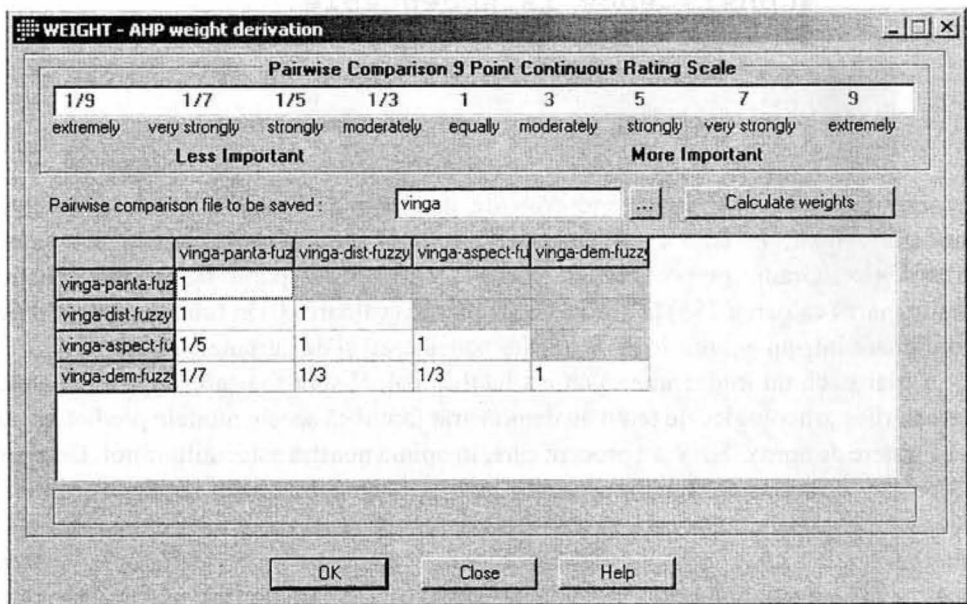 WEIGHT - AHP weight derivation
Pairwise Comparison 9 Point Continuous Rating Scale
1/9 1/7 1/5 1/3 1 3 5 7 9
extremely very strongly strongly moderately equally moderately strongly very strongly extremely
Less Important More Important
Pairwise comparison file to be saved : vinga ... Calculate weights
vinga-panta-fuz vinga-dist-fuzzy vinga-aspect-fu vinga-dem-fuzzy
vinga-panta-fuz 1
vinga-dist-fuzzy 1 1
vinga-aspect-fu 1/5 1 1
vinga-dem-fuzzy 1/7 1/3 1/3 1
OK Close Help